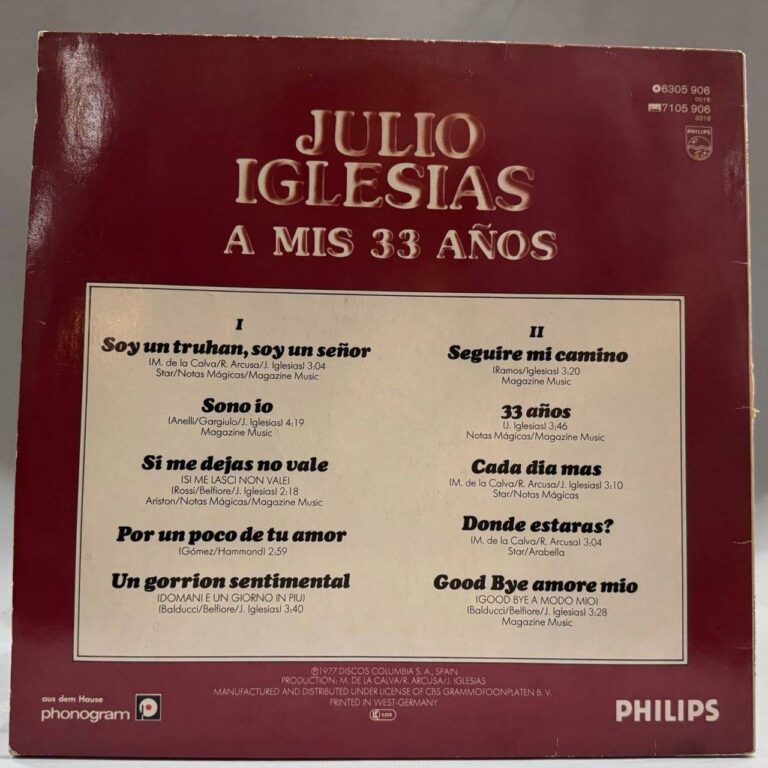 6305 906
0016
7105 906
0216
PHILIPS
JULIO
IGLESIAS
A MIS 33 AÑOS
I
Soy un truhan, soy un señor
(M. de la Calva/R. Arcusa/J. Iglesias) 3:04
Star/Notas Mágicas/Magazine Music
Sono io
(Anelli/Gargiulo/J. Iglesias) 4:19
Magazine Music
Si me dejas no vale
(SI ME LASCI NON VALE)
(Rossi/Belfiore/J. Iglesias) 2:18
Ariston/Notas Mágicas/Magazine Music
Por un poco de tu amor
(Gómez/Hammond) 2:59
Un gorrion sentimental
(DOMANI E UN GIORNO IN PIU)
(Balducci/Belfiore/J. Iglesias) 3:40
II
Seguire mi camino
(Ramos/Iglesias) 3:20
Magazine Music
33 años
(J. Iglesias) 3:46
Notas Mágicas/Magazine Music
Cada dia mas
(M. de la Calva/R. Arcusa/J. Iglesias) 3:10
Star/Notas Mágicas
Donde estaras?
(M. de la Calva/R. Arcusa) 3.04
Star/Arabella
Good Bye amore mio
(GOOD BYE A MODO MIO)
(Balducci/Belfiore/J. Iglesias) 3:28
Magazine Music
℗1977 DISCOS COLUMBIA S. A., SPAIN
PRODUCTION: M. DE LA CALVA/R. ARCUSA/J. IGLESIAS
MANUFACTURED AND DISTRIBUTED UNDER LICENSE OF CBS GRAMMOFOONPLATEN B. V.
PRINTED IN WEST-GERMANY
aus dem Hause
phonogram
PHILIPS